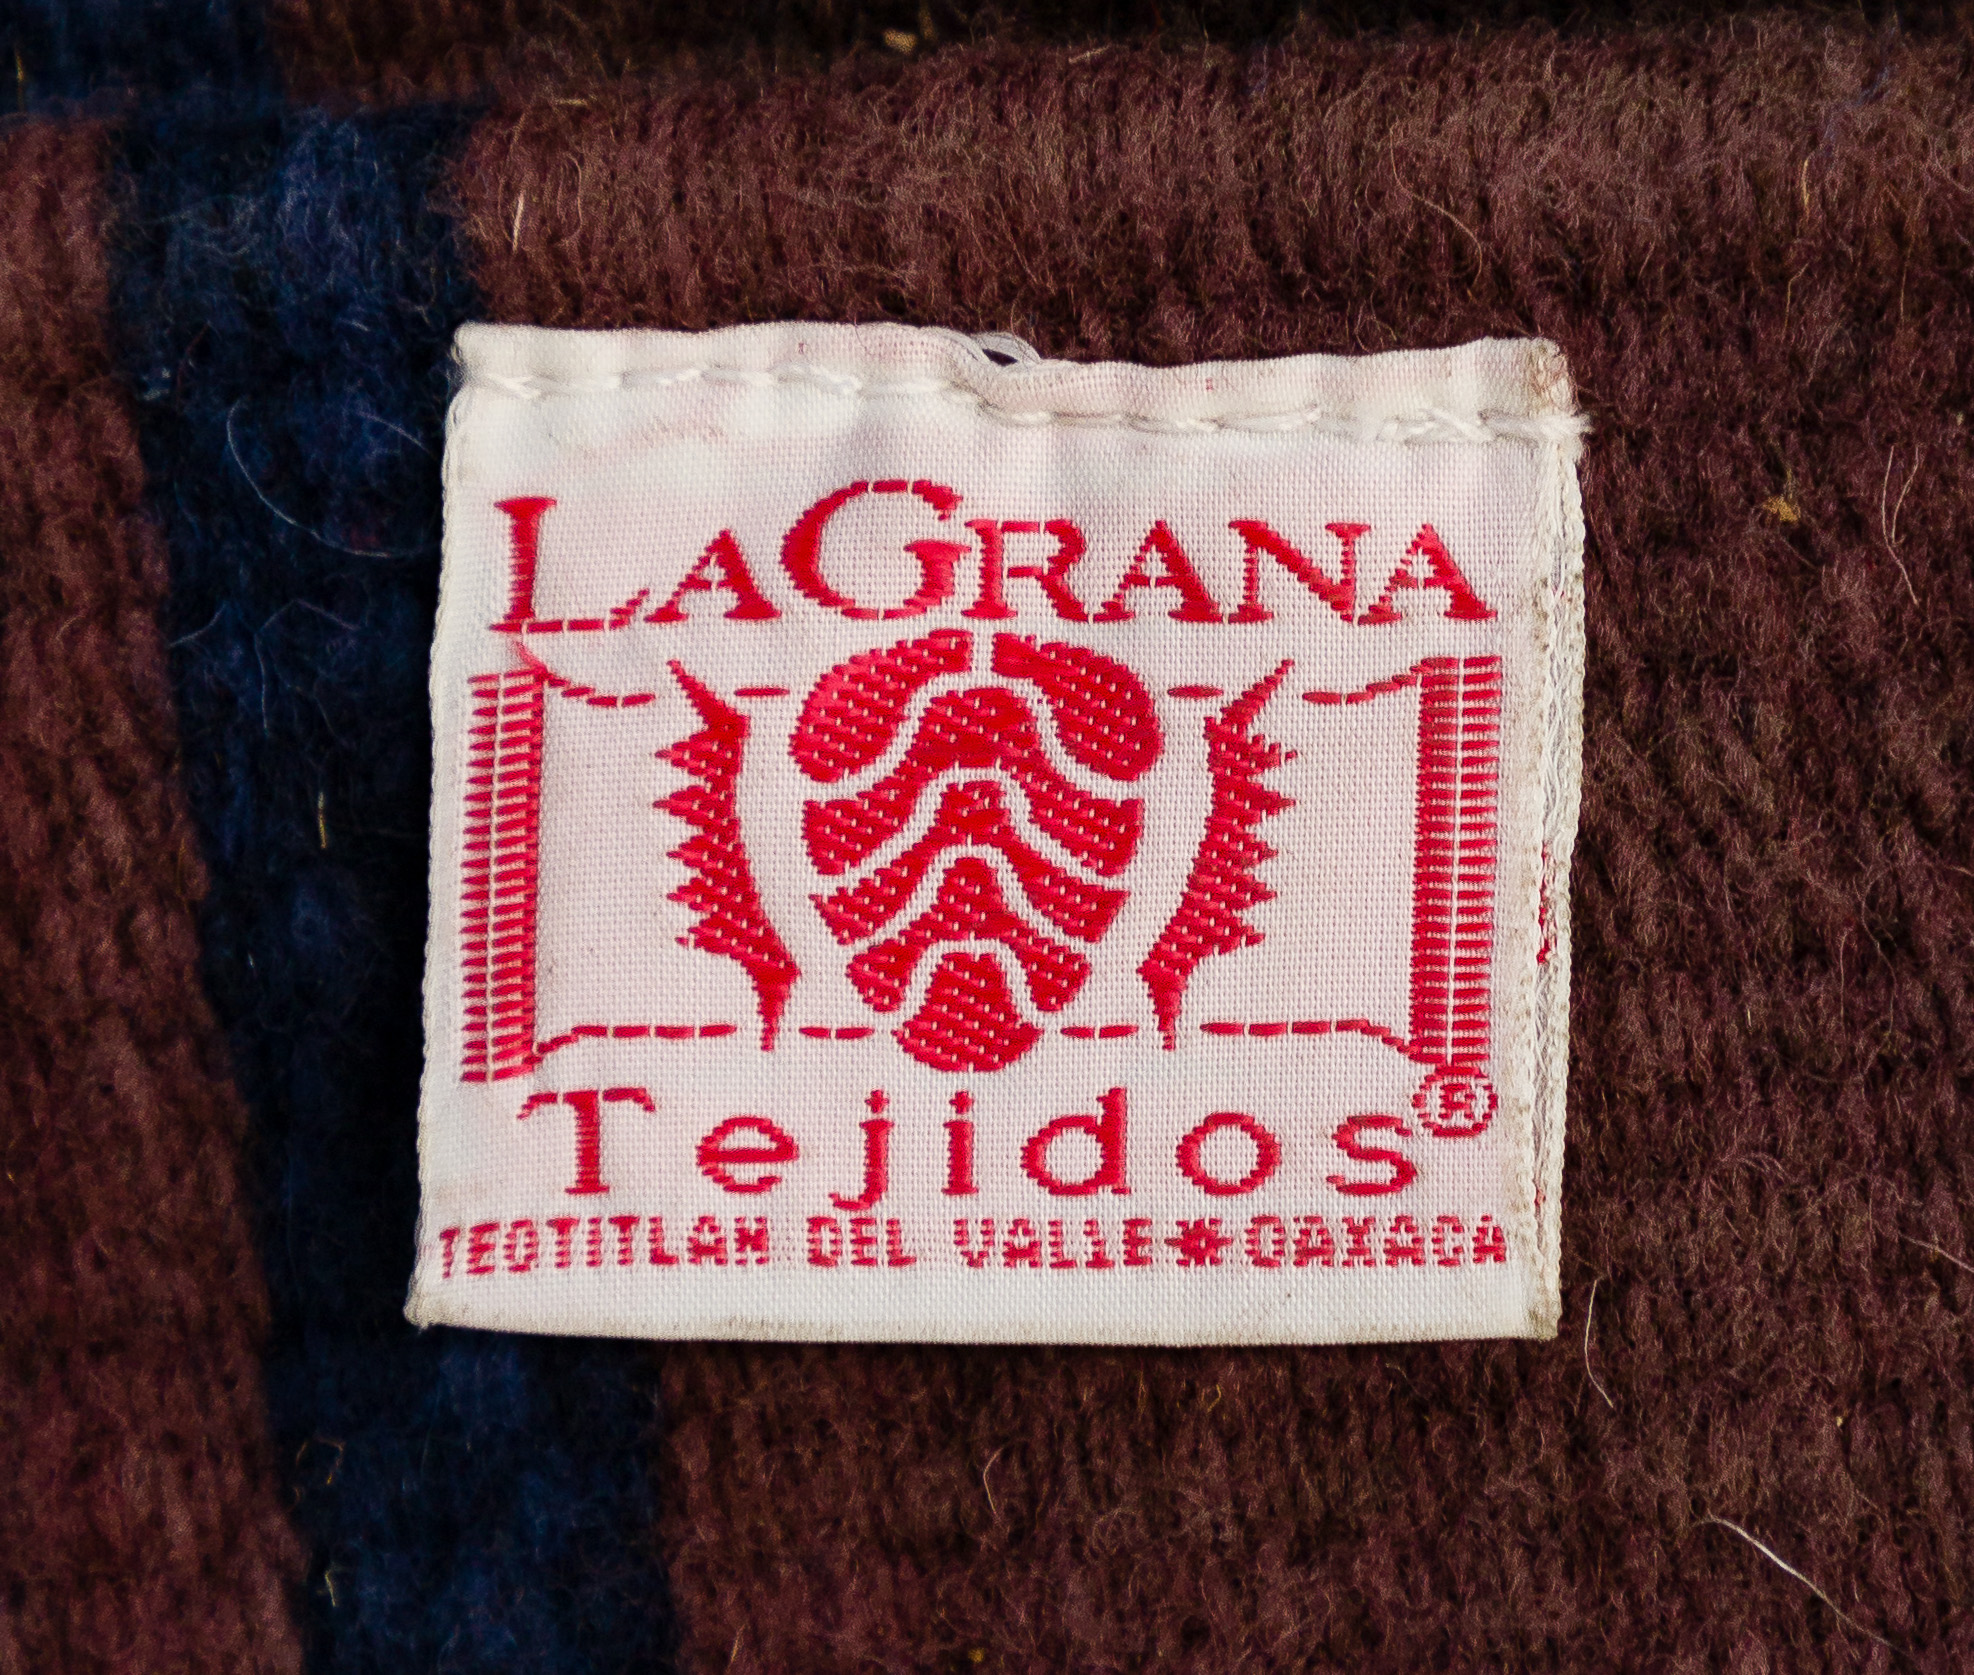 LAGRANA
Tejidos®
TEOTITLAN DEL VALLE*OAXACA